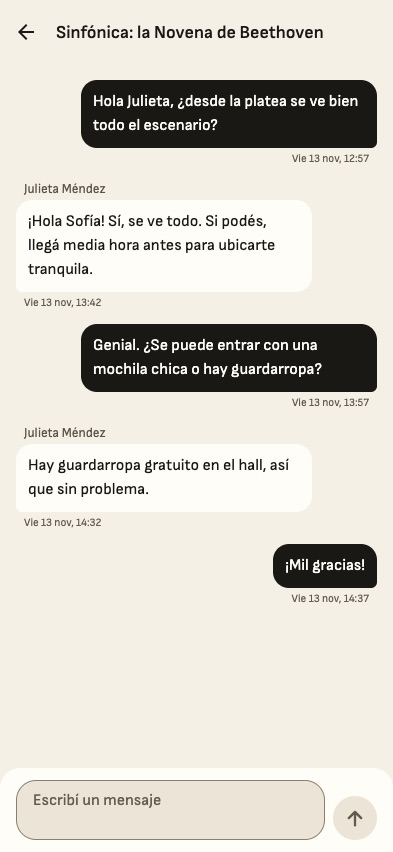 Sinfónica: la Novena de Beethoven
Hola Julieta, ¿desde la platea se ve bien
todo el escenario?
Vie 13 nov, 12:57
Julieta Méndez
¡Hola Sofía! Sí, se ve todo. Si podés,
llegá media hora antes para ubicarte
tranquila.
Vie 13 nov, 13:42
Genial. ¿Se puede entrar con una
mochila chica o hay guardarropa?
Vie 13 nov, 13:57
Julieta Méndez
Hay guardarropa gratuito en el hall, así
que sin problema.
Vie 13 nov, 14:32
¡Mil gracias!
Vie 13 nov, 14:37
Escribí un mensaje